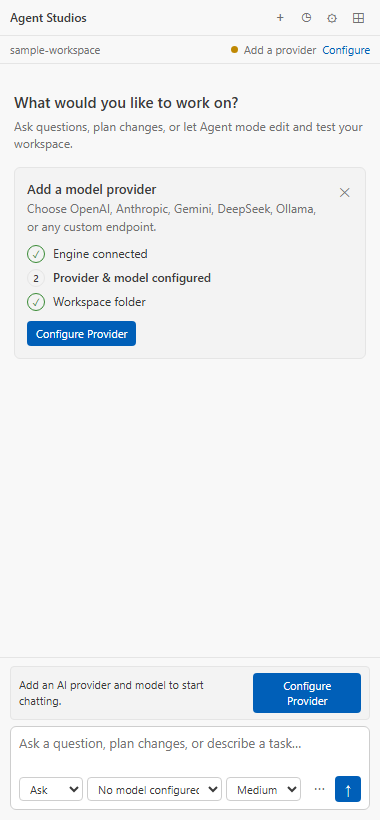 Agent Studios
sample-workspace
Add a provider Configure
What would you like to work on?
Ask questions, plan changes, or let Agent mode edit and test your
workspace.
Add a model provider
Choose OpenAI, Anthropic, Gemini, DeepSeek, Ollama,
or any custom endpoint.
Engine connected
2 Provider & model configured
Workspace folder
Configure Provider
Add an AI provider and model to start
chatting.
Configure
Provider
Ask a question, plan changes, or describe a task...
Ask
No model configured
Medium